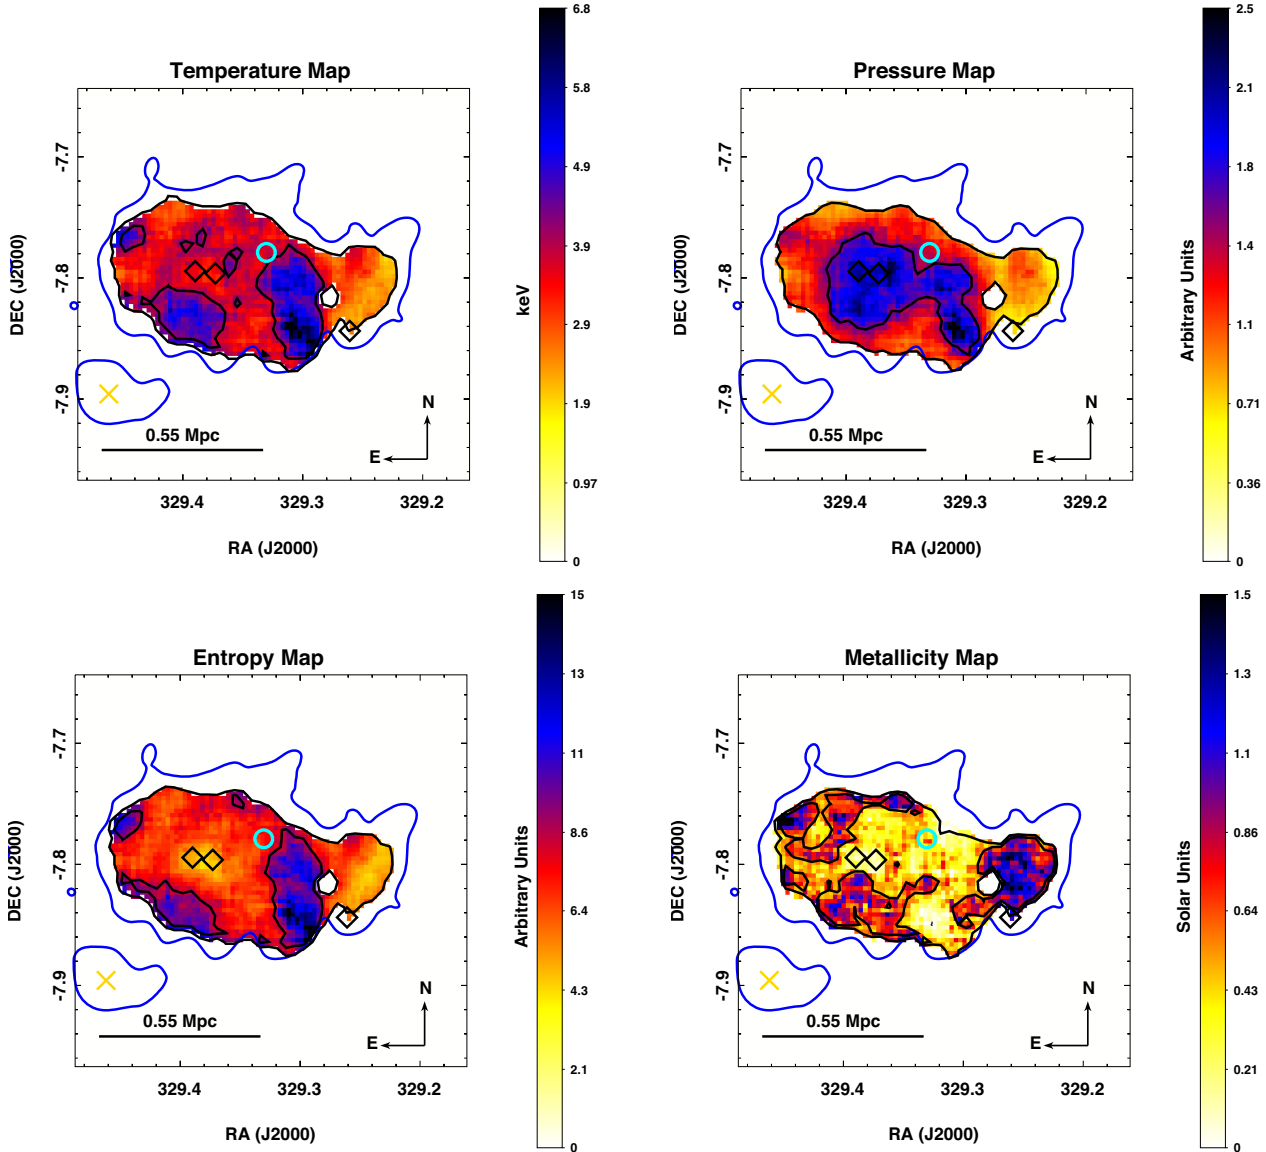 Temperature Map
DEC (J2000)
-7.7
-7.8
-7.9
0.55 Mpc
N
E
329.4
329.3
329.2
RA (J2000)
6.8
5.8
4.9
3.9
2.9
1.9
0.97
0
keV
Pressure Map
DEC (J2000)
-7.7
-7.8
-7.9
0.55 Mpc
N
E
329.4
329.3
329.2
RA (J2000)
2.5
2.1
1.8
1.4
1.1
0.71
0.36
0
Arbitrary Units
Entropy Map
DEC (J2000)
-7.7
-7.8
-7.9
0.55 Mpc
N
E
329.4
329.3
329.2
RA (J2000)
15
13
11
8.6
6.4
4.3
2.1
0
Arbitrary Units
Metallicity Map
DEC (J2000)
-7.7
-7.8
-7.9
0.55 Mpc
N
E
329.4
329.3
329.2
RA (J2000)
1.5
1.3
1.1
0.86
0.64
0.43
0.21
0
Solar Units